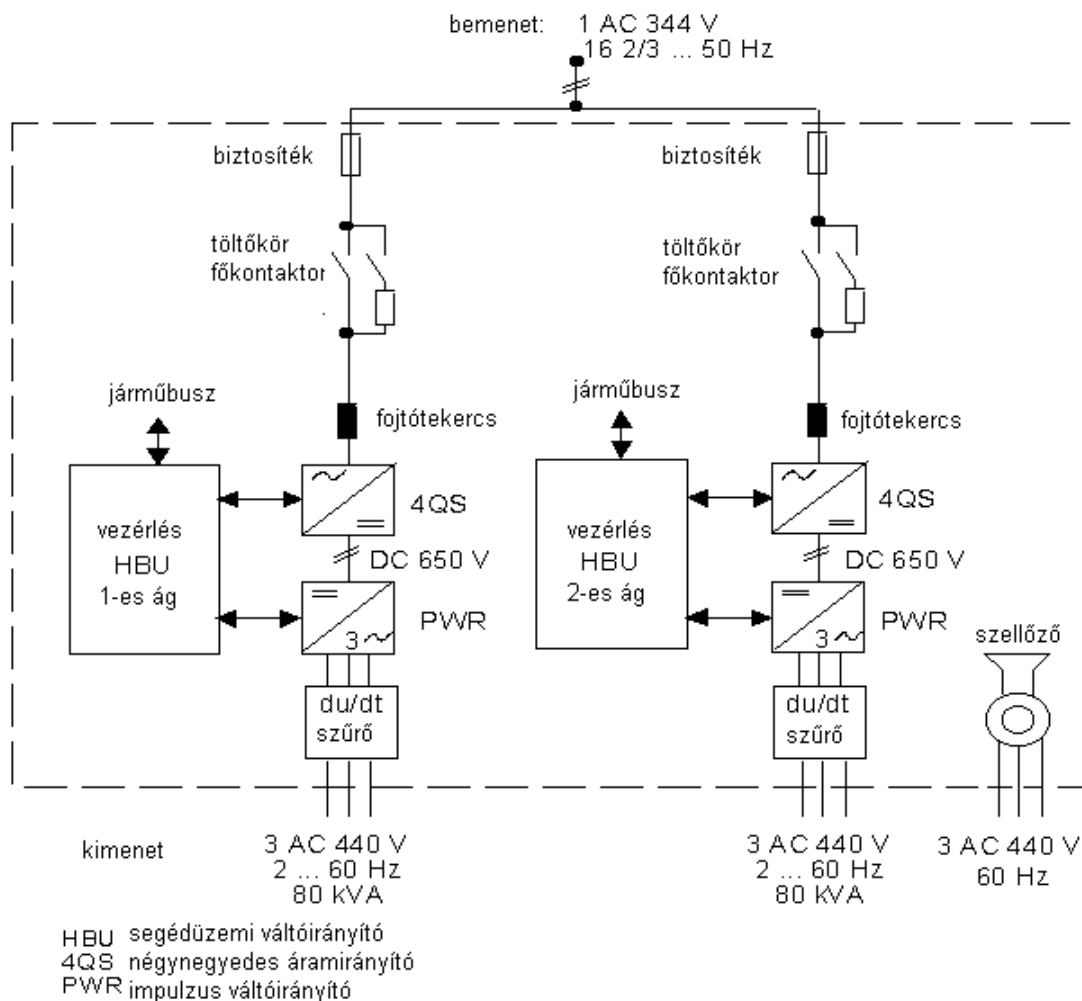 bemenet: 1 AC 344 V
16 2/3 ... 50 Hz
biztosíték
biztosíték
töltőkör
főkontaktor
töltőkör
főkontaktor
járműbusz
fojtótekercs
járműbusz
fojtótekercs
vezérlés
HBU
1-es ág
4QS
DC 650 V
PWR
3
du/dt
szűrő
vezérlés
HBU
2-es ág
4QS
DC 650 V
PWR
3
du/dt
szűrő
szellőző
kimenet
3 AC 440 V
2 ... 60 Hz
80 kVA
3 AC 440 V
2 ... 60 Hz
80 kVA
3 AC 440 V
60 Hz
HBU segédüzemi váltóirányító
4QS négynegyedes áramirányító
PWR impulzus váltóirányító